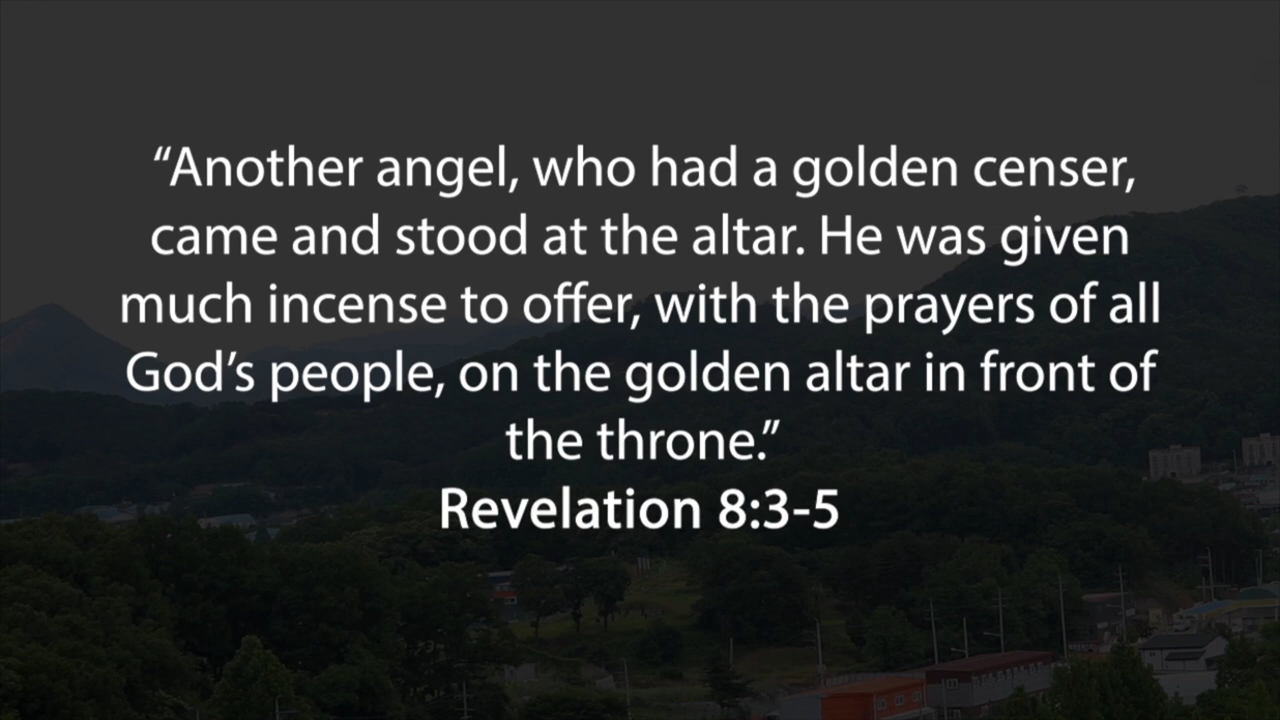 “Another angel, who had a golden censer,
came and stood at the altar. He was given
much incense to offer, with the prayers of all
God’s people, on the golden altar in front of
the throne.”
Revelation 8:3-5